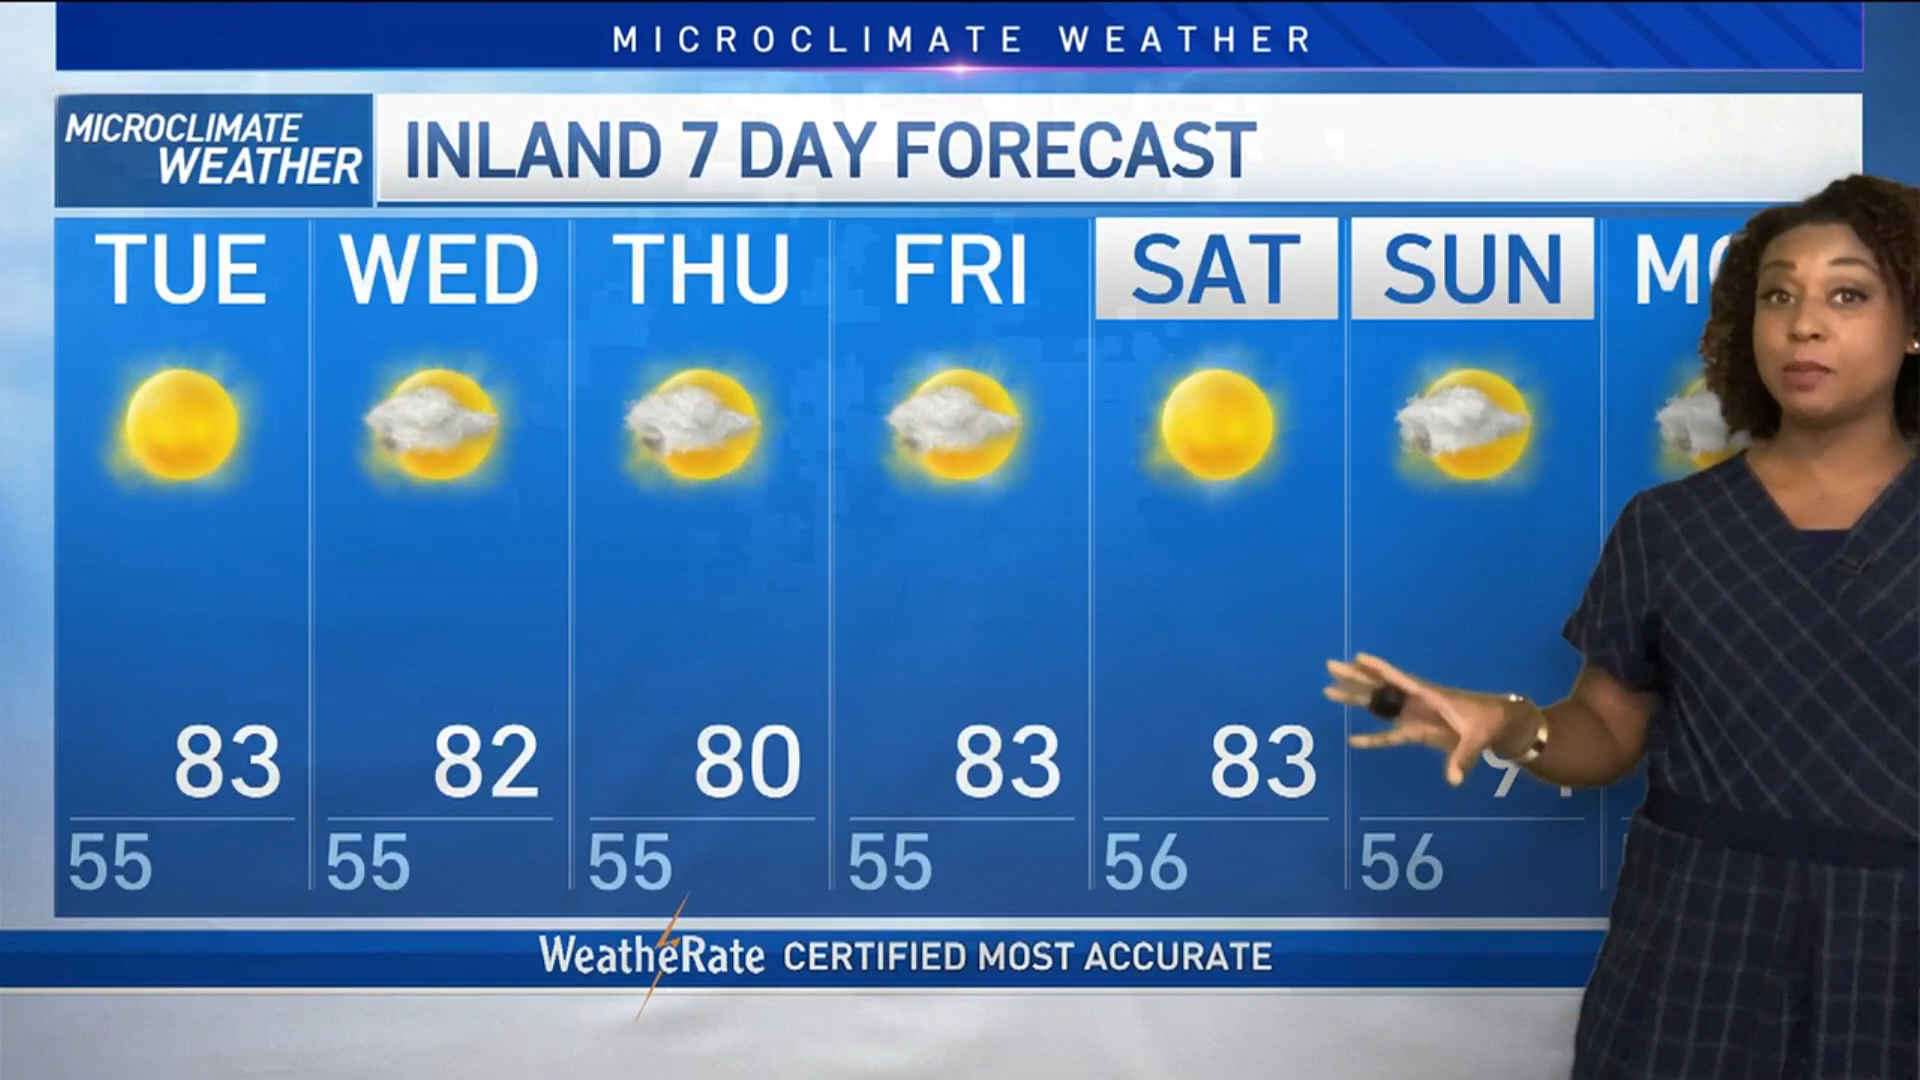 MICROCLIMATE WEATHER
MICROCLIMATE
WEATHER
INLAND 7 DAY FORECAST
TUE WED THU FRI SAT SUN
83 82 80 83 83
55 55 55 55 56 56
WeatheRate CERTIFIED MOST ACCURATE